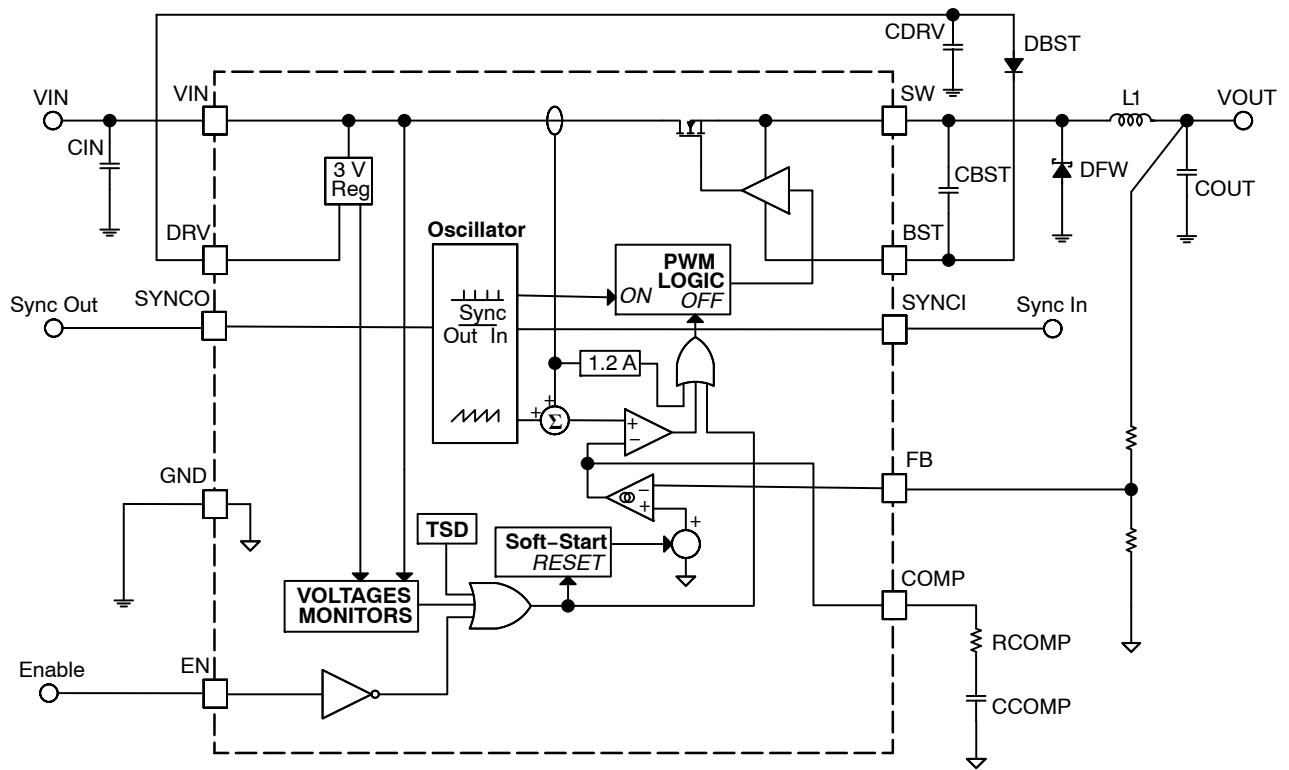 CDRV
DBST
VIN
VIN
SW
L1
VOUT
CIN
3 V
Reg
CBST
DFW
COUT
DRV
Oscillator
BST
PWM
LOGIC
ON
OFF
Sync Out
SYNCO
SYNCI
Sync In
Sync
Out In
1.2 A
+
+
Σ
+
−
GND
FB
−
+
TSD
Soft−Start
RESET
+
VOLTAGES
MONITORS
COMP
RCOMP
Enable
EN
CCOMP